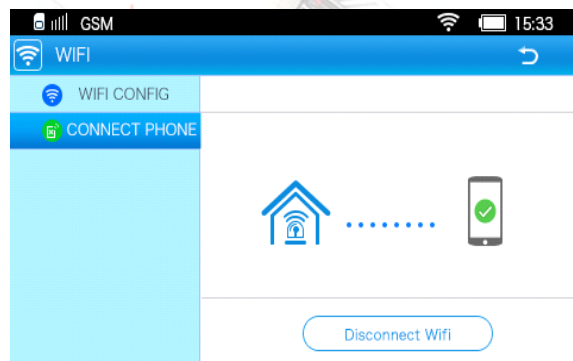 GSM 15:33
WIFI
WIFI CONFIG
CONNECT PHONE
Disconnect Wifi